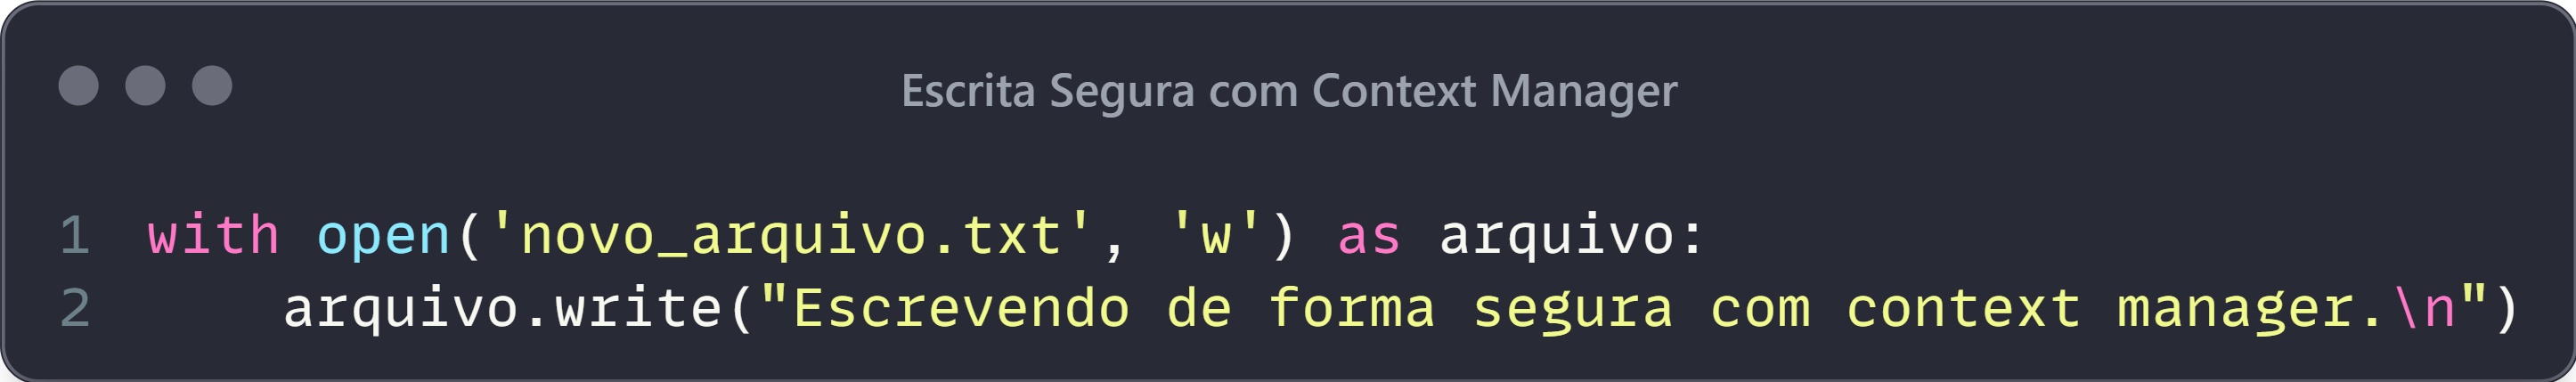 Escrita Segura com Context Manager
1 with open('novo_arquivo.txt', 'w') as arquivo:
2     arquivo.write("Escrevendo de forma segura com context manager.\n")